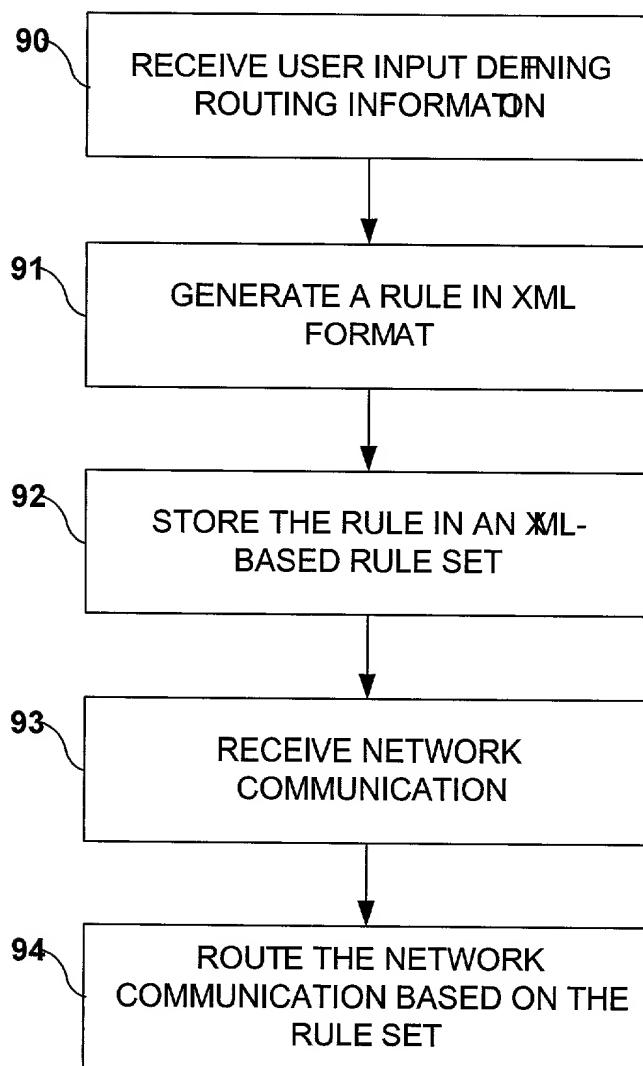 90
RECEIVE USER INPUT DEFINING
ROUTING INFORMATION
91
GENERATE A RULE IN XML
FORMAT
92
STORE THE RULE IN AN XML-
BASED RULE SET
93
RECEIVE NETWORK
COMMUNICATION
94
ROUTE THE NETWORK
COMMUNICATION BASED ON THE
RULE SET